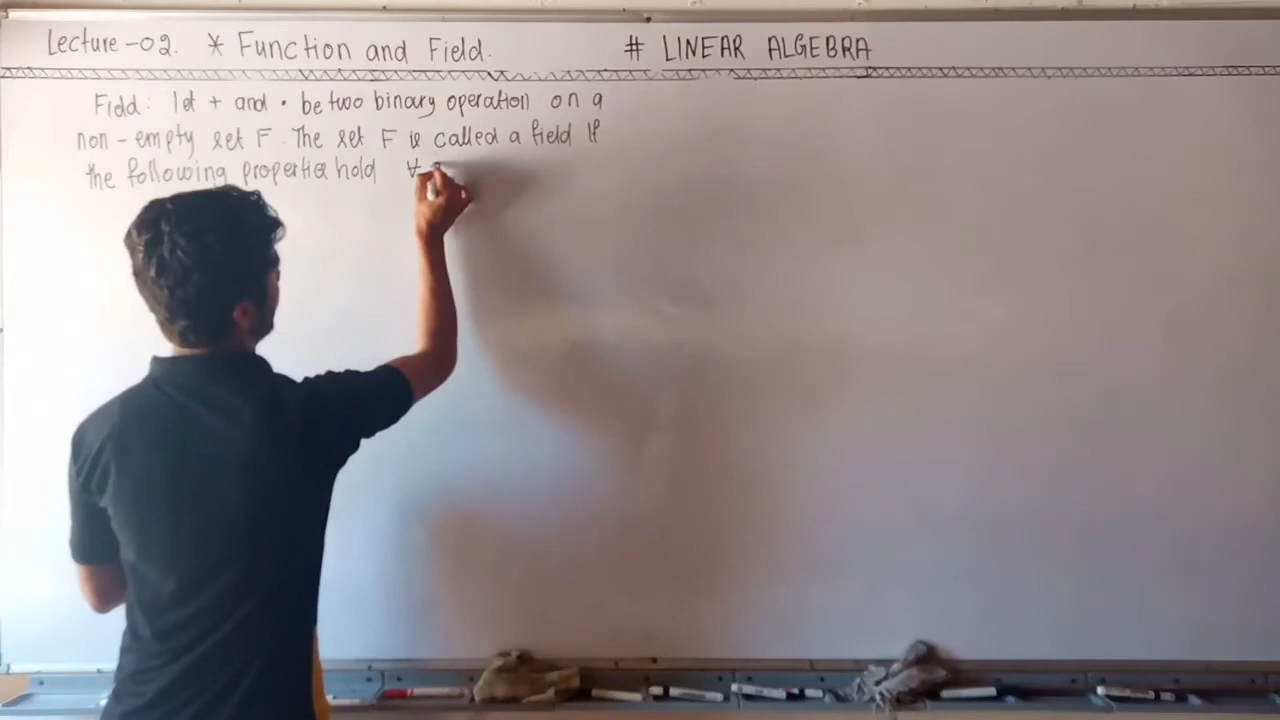 Lecture-02. * Function and Field. # LINEAR ALGEBRA
Field: let + and • be two binary operation on a
non-empty set F. The set F is called a field If
the following propertie hold ∀